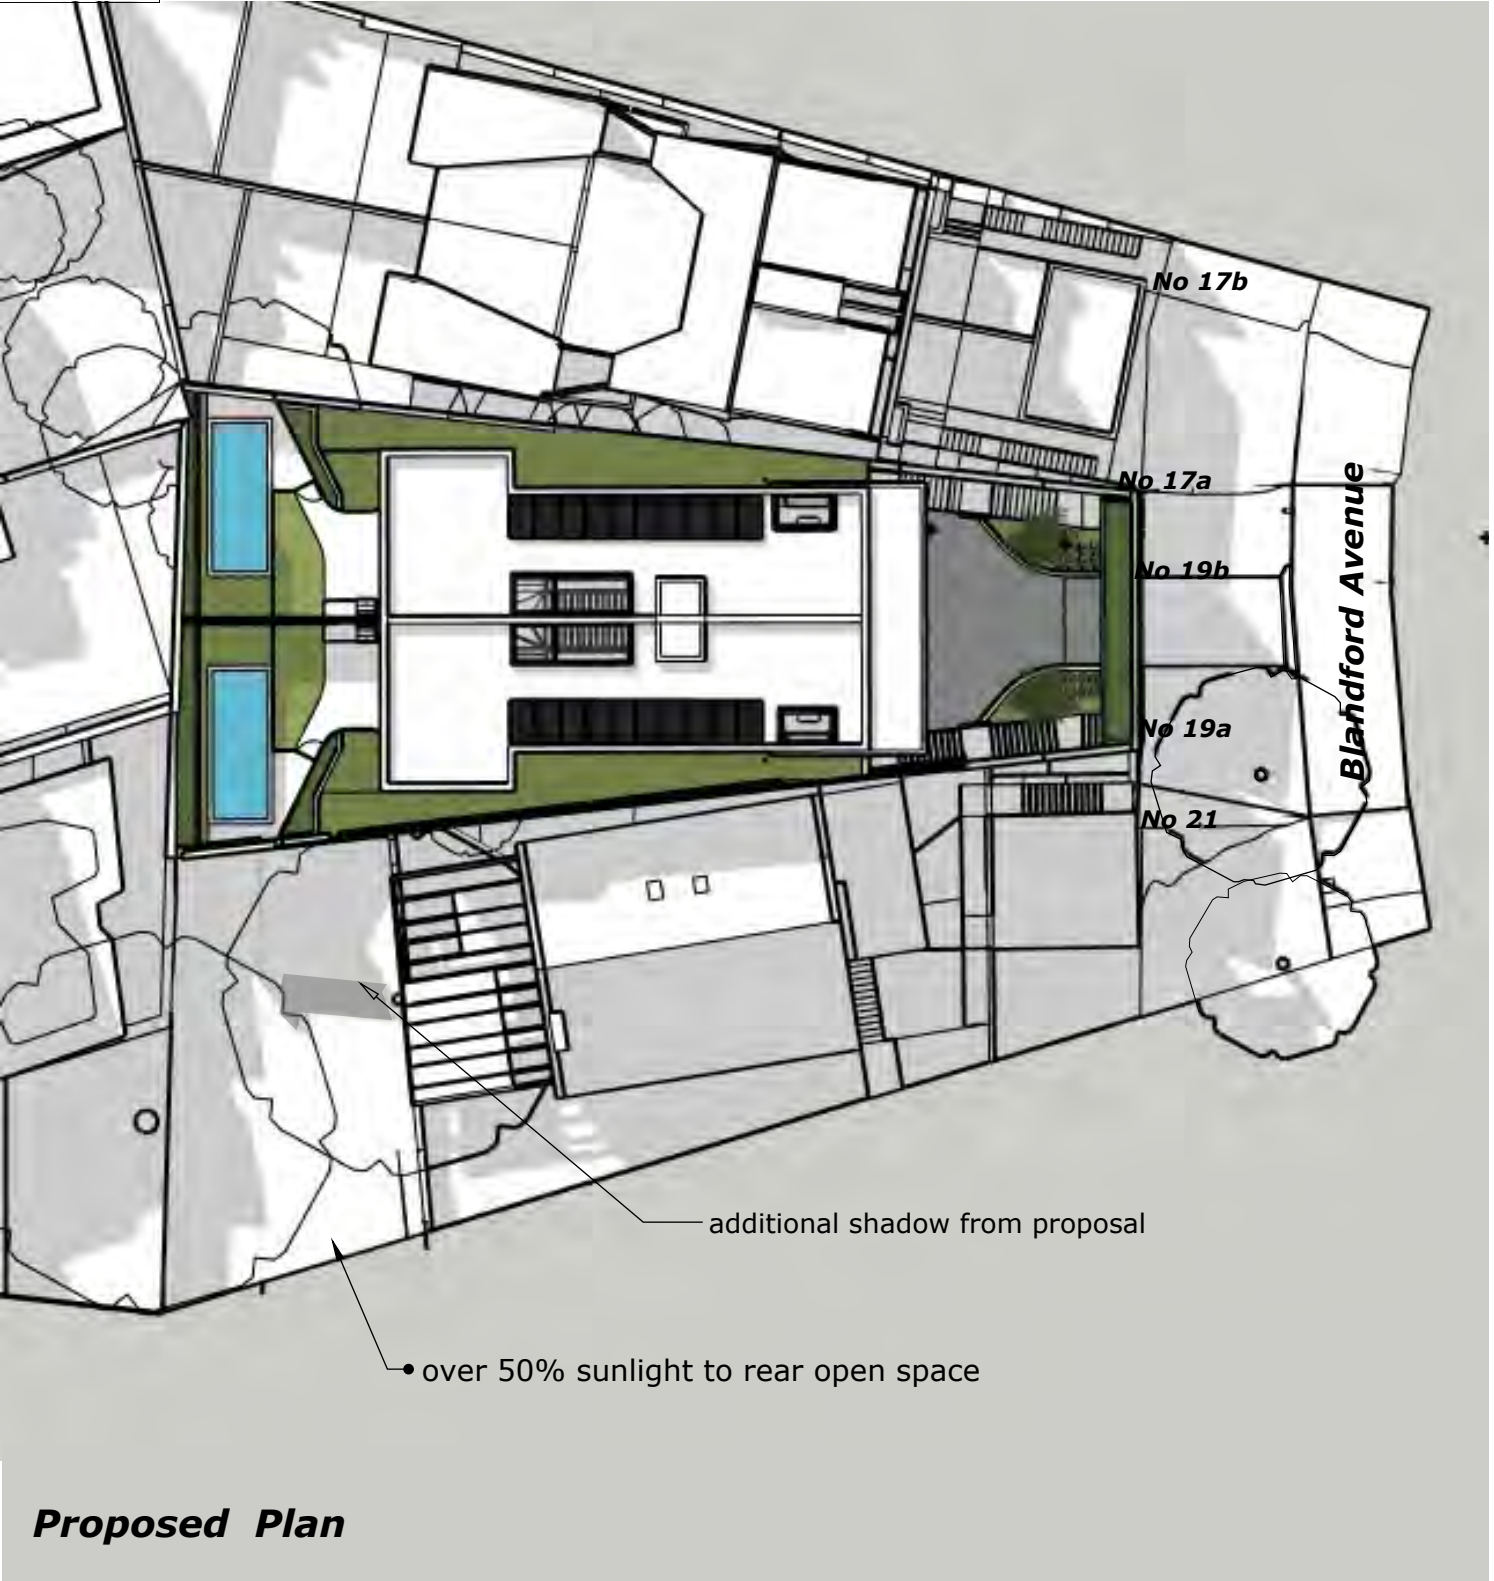 No 17b
No 17a
Blandford Avenue
No 19b
No 19a
No 21
additional shadow from proposal
over 50% sunlight to rear open space
Proposed Plan